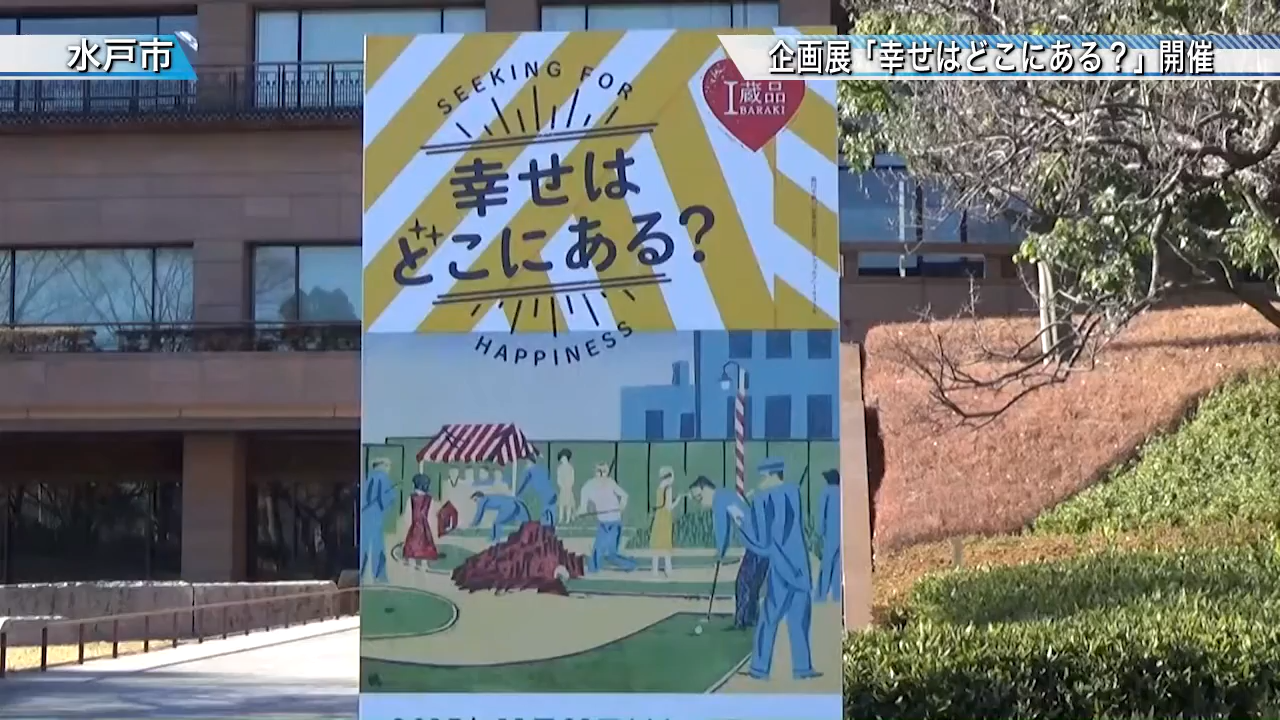 水戸市
企画展「幸せはどこにある？」開催
SEEKING FOR
幸せは
どこにある?
HAPPINESS
I蔵品
BARAKI